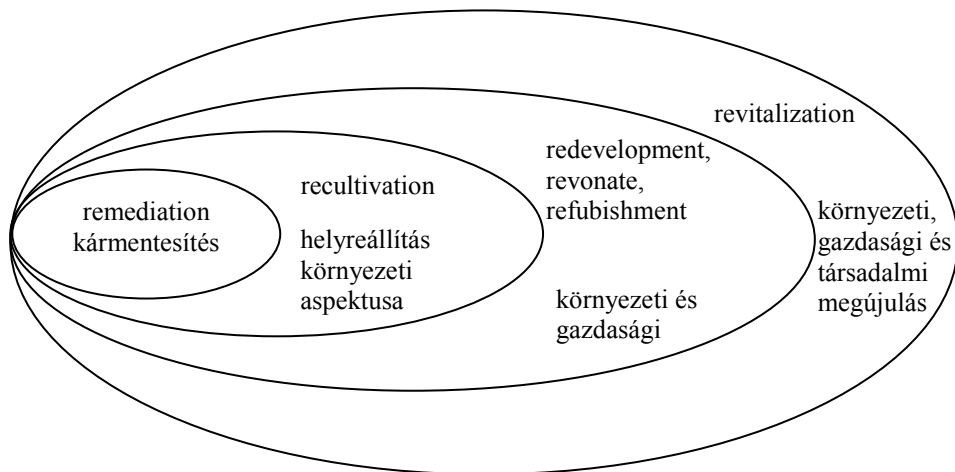 remediation
kármentesítés
recultivation
helyreállítás
környezeti
aspektusa
redevelopment,
revonate,
refubishment
környezeti és
gazdasági
revitalization
környezeti,
gazdasági és
társadalmi
megújulás